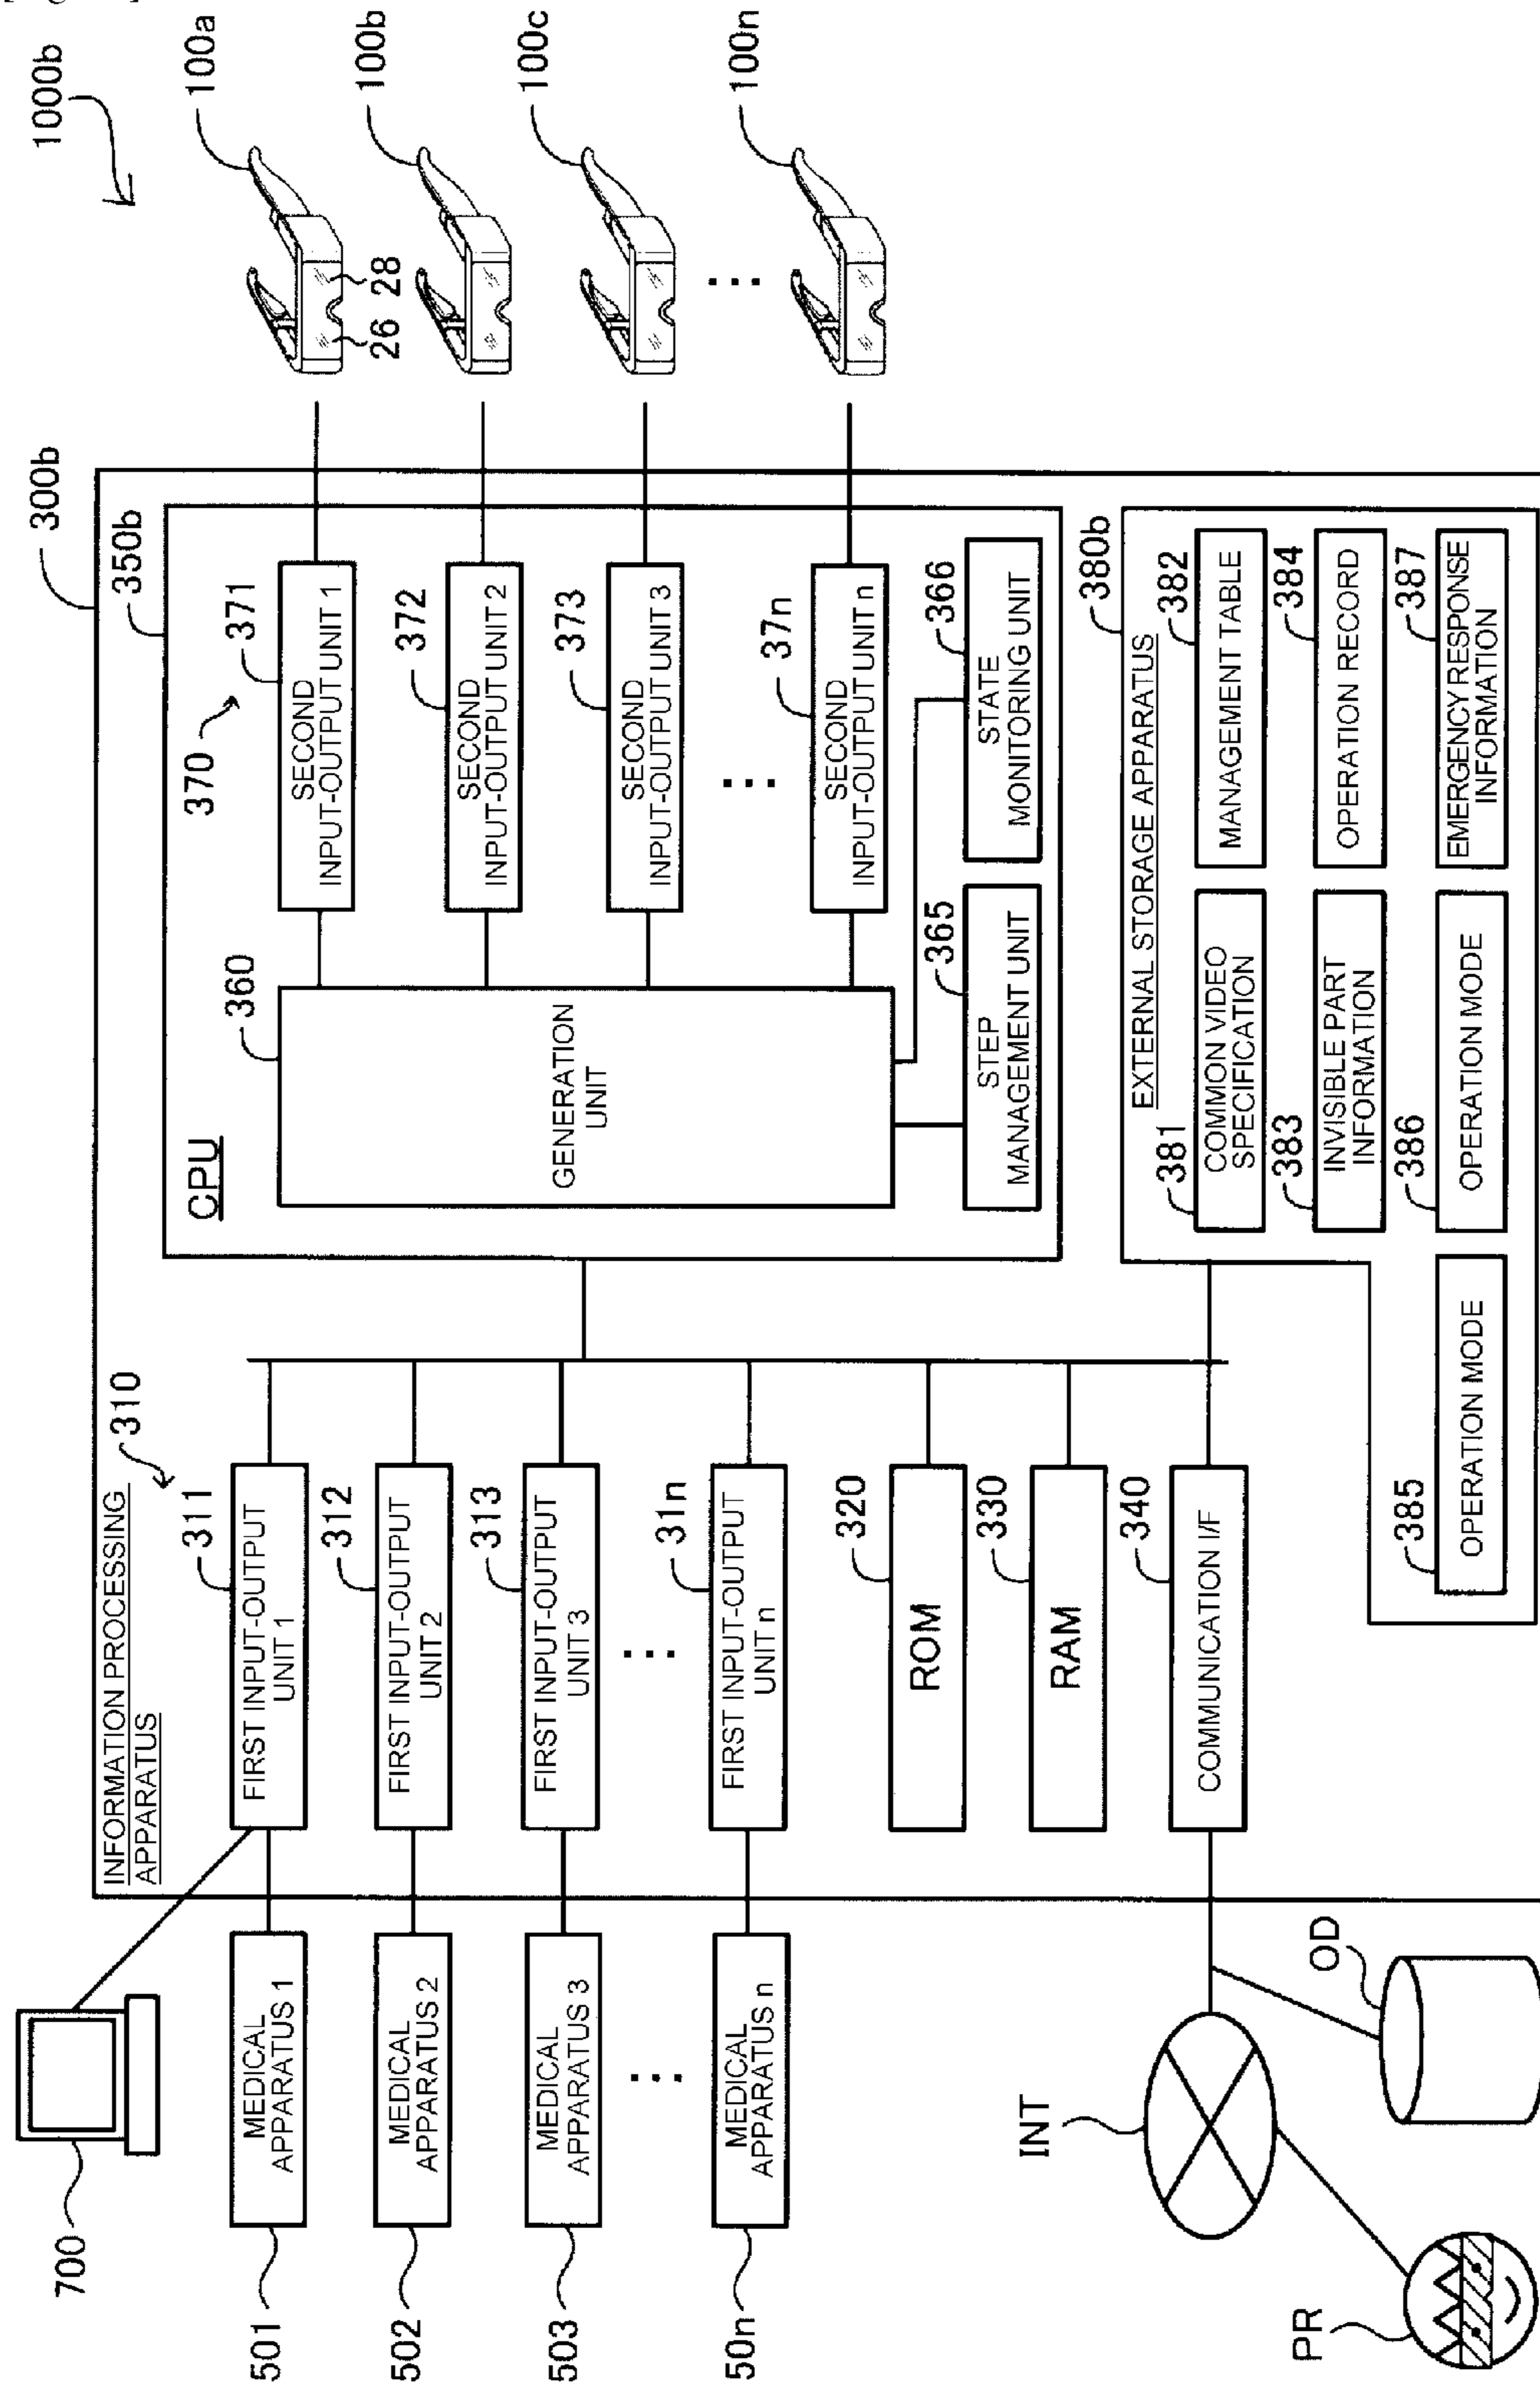 1000b
100a
28
26
100b
100c
100n
300b
350b
CPU
360
GENERATION
UNIT
370
371
SECOND
INPUT-OUTPUT UNIT 1
372
SECOND
INPUT-OUTPUT UNIT 2
373
SECOND
INPUT-OUTPUT UNIT 3
...
37n
SECOND
INPUT-OUTPUT UNIT n
365
STEP
MANAGEMENT UNIT
366
STATE
MONITORING UNIT
380b
EXTERNAL STORAGE APPARATUS
381
COMMON VIDEO
SPECIFICATION
382
MANAGEMENT TABLE
383
INVISIBLE PART
INFORMATION
384
OPERATION RECORD
385
OPERATION MODE
386
OPERATION MODE
387
EMERGENCY RESPONSE
INFORMATION
INFORMATION PROCESSING
APPARATUS
310
311
FIRST INPUT-OUTPUT
UNIT 1
312
FIRST INPUT-OUTPUT
UNIT 2
313
FIRST INPUT-OUTPUT
UNIT 3
...
31n
FIRST INPUT-OUTPUT
UNIT n
320
ROM
330
RAM
340
COMMUNICATION I/F
700
MEDICAL
APPARATUS 1
501
MEDICAL
APPARATUS 2
502
MEDICAL
APPARATUS 3
503
...
MEDICAL
APPARATUS n
50n
INT
OD
PR